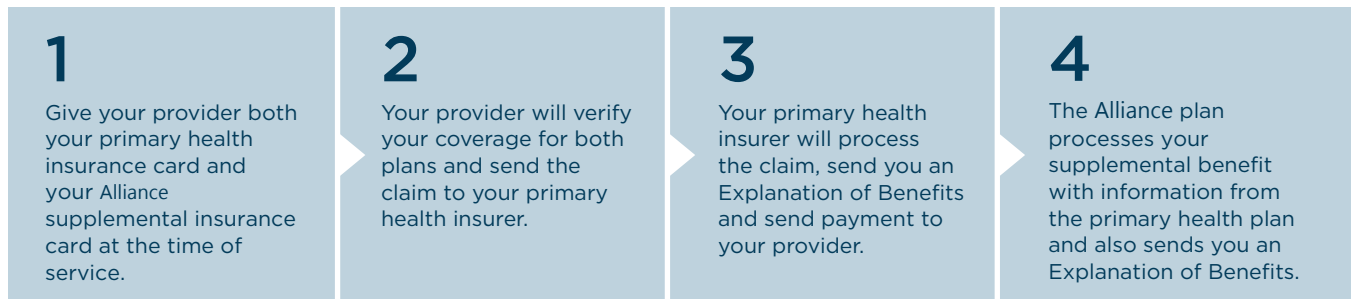 1
Give your provider both
your primary health
insurance card and
your Alliance
supplemental insurance
card at the time of
service.
2
Your provider will verify
your coverage for both
plans and send the
claim to your primary
health insurer.
3
Your primary health
insurer will process
the claim, send you an
Explanation of Benefits
and send payment to
your provider.
4
The Alliance plan
processes your
supplemental benefit
with information from
the primary health plan
and also sends you an
Explanation of Benefits.